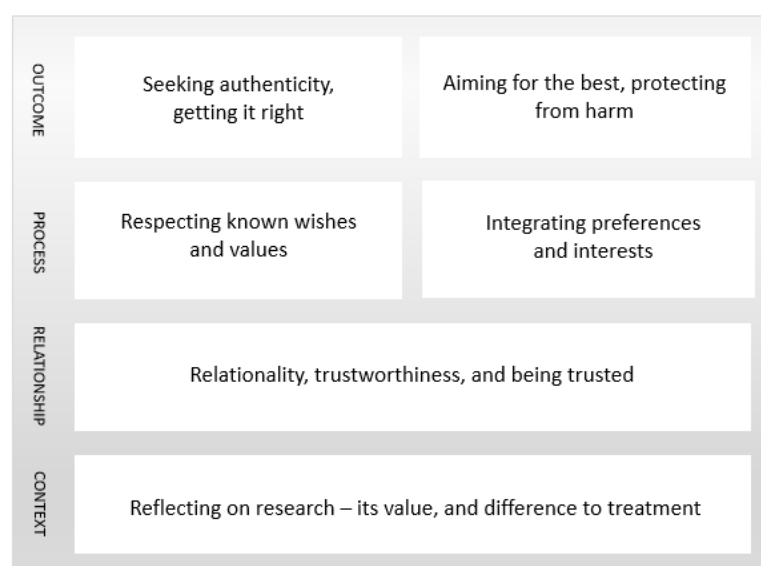 OUTCOME
Seeking authenticity,
getting it right
Aiming for the best, protecting
from harm
PROCESS
Respecting known wishes
and values
Integrating preferences
and interests
RELATIONSHIP
Relationality, trustworthiness, and being trusted
CONTEXT
Reflecting on research – its value, and difference to treatment